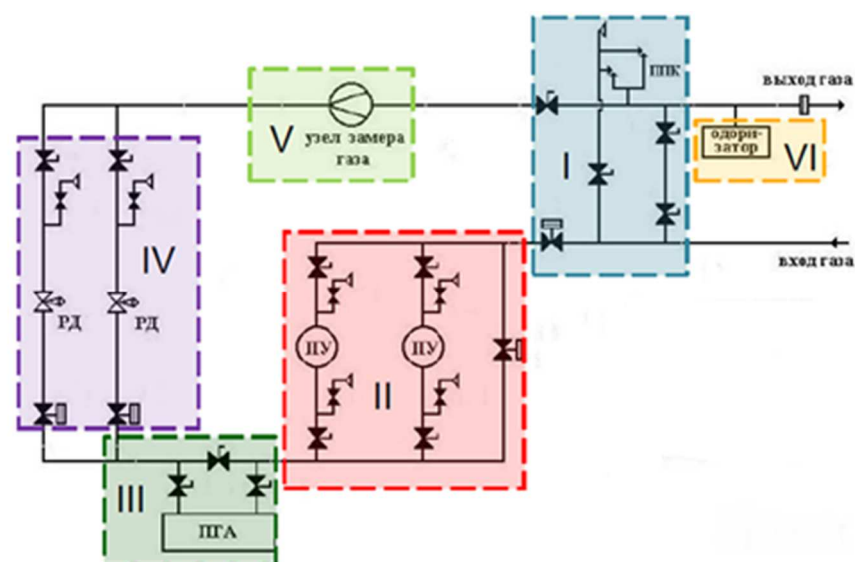 ППК
выход газа
V
узел замера
газа
I
одори-
затор
VI
вход газа
IV
РД
РД
ПУ
ПУ
II
III
ПГА